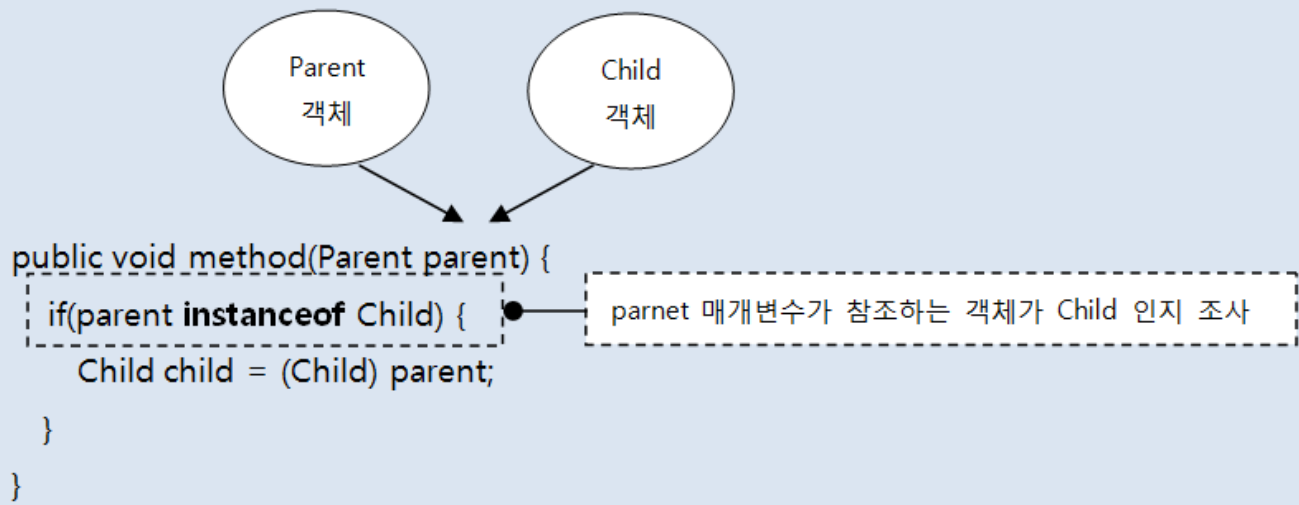 Parent
객체
Child
객체
public void method(Parent parent) {
if(parent instanceof Child) {
parnet 매개변수가 참조하는 객체가 Child 인지 조사
Child child = (Child) parent;
}
}